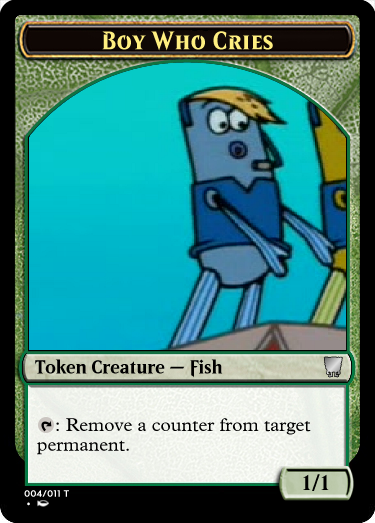 Boy Who Cries
Token Creature — Fish
: Remove a counter from target
permanent.
1/1
004/011 T